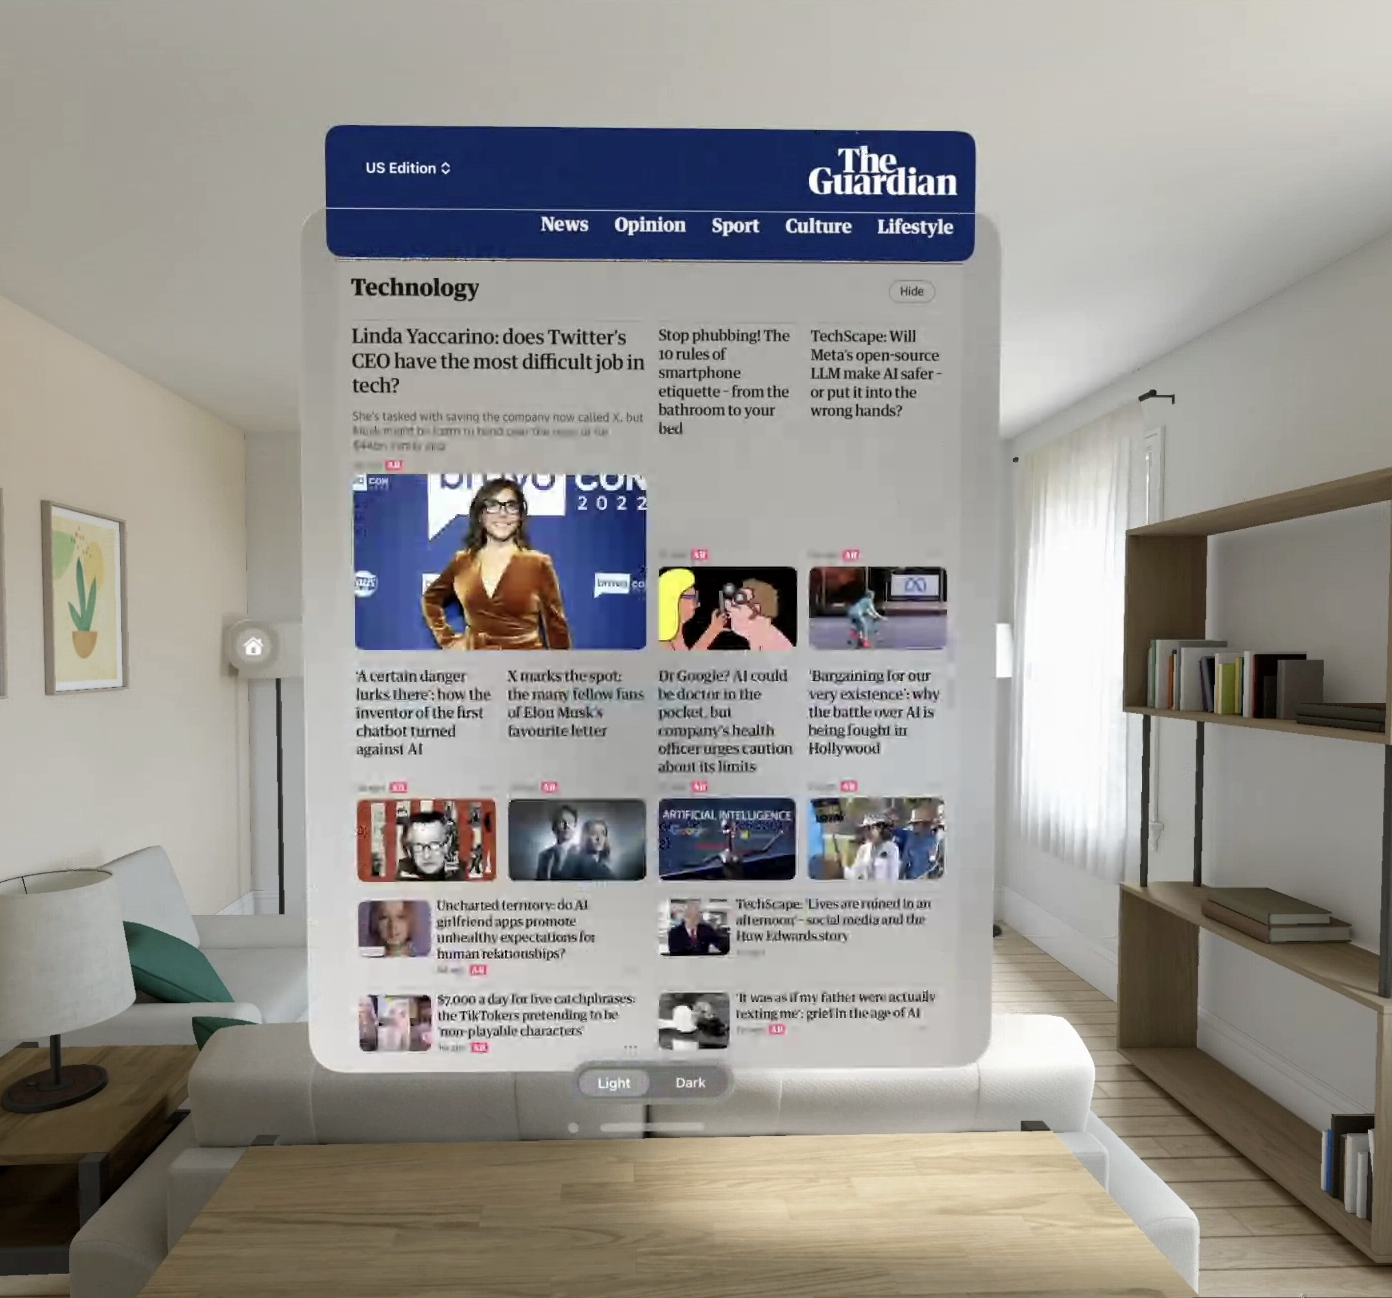 US Edition
The
Guardian
News Opinion Sport Culture Lifestyle
Technology
Hide
Linda Yaccarino: does Twitter's
CEO have the most difficult job in
tech?
She's tasked with saving the company now called X, but
Stop phubbing! The
10 rules of
smartphone
etiquette – from the
bathroom to your
bed
TechScape: Will
Meta's open-source
LLM make AI safer –
or put it into the
wrong hands?
CON
bravo CON
2022
bravo co
'A certain danger
lurks there': how the
inventor of the first
chatbot turned
against AI
X marks the spot:
the many fellow fans
of Elon Musk's
favourite letter
Dr Google? AI could
be doctor in the
pocket, but
company's health
officer urges caution
about its limits
'Bargaining for our
very existence': why
the battle over AI is
being fought in
Hollywood
ARTIFICIAL INTELLIGENCE
Google
Uncharted territory: do AI
girlfriend apps promote
unhealthy expectations for
human relationships?
TechScape: 'Lives are ruined in an
afternoon' – social media and the
Huw Edwards story
$7,000 a day for five catchphrases:
the TikTokers pretending to be
'non-playable characters'
'It was as if my father were actually
texting me': grief in the age of AI
Light Dark